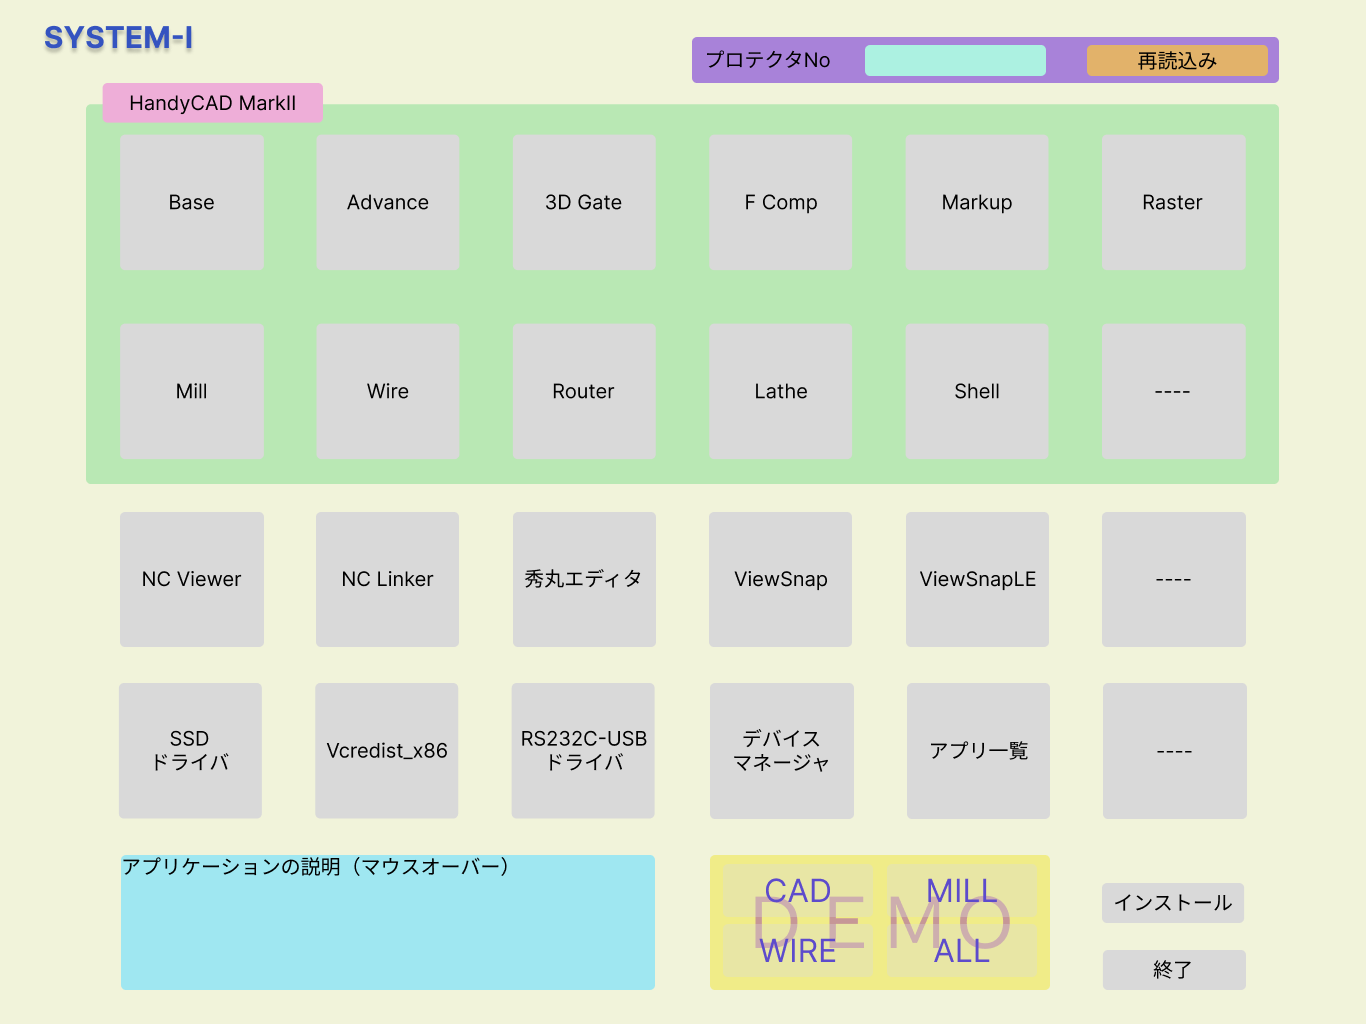 SYSTEM-I
プロテクタNo
再読込み
HandyCAD MarkII
Base
Advance
3D Gate
F Comp
Markup
Raster
Mill
Wire
Router
Lathe
Shell
----
NC Viewer
NC Linker
秀丸エディタ
ViewSnap
ViewSnapLE
----
SSD
ドライバ
Vcredist_x86
RS232C-USB
ドライバ
デバイス
マネージャ
アプリ一覧
----
アプリケーションの説明（マウスオーバー）
DEMO
CAD
MILL
WIRE
ALL
インストール
終了